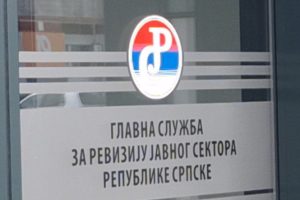 ГЛАВНА СЛУЖБА
ЗА РЕВИЗИЈУ ЈАВНОГ СЕКТОРА
РЕПУБЛИКЕ СРПСКЕ